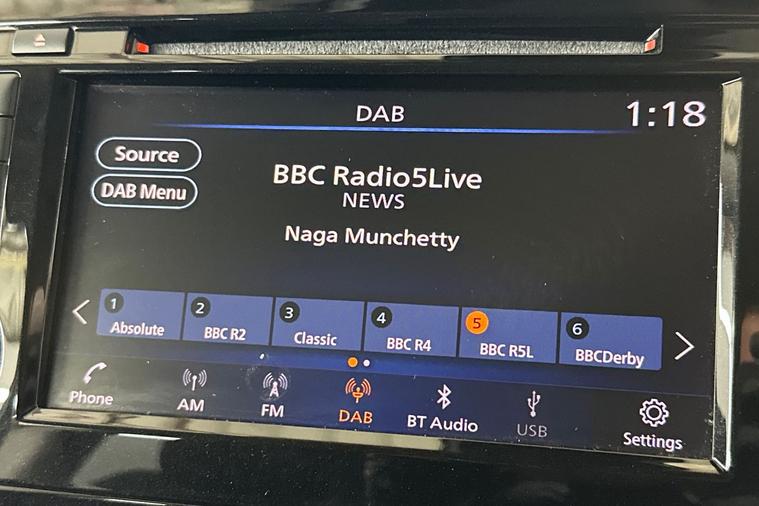 DAB
1:18
Source
DAB Menu
BBC Radio5Live
NEWS
Naga Munchetty
1 Absolute
2 BBC R2
3 Classic
4 BBC R4
5 BBC R5L
6 BBCDerby
Phone
AM
FM
DAB
BT Audio
USB
Settings